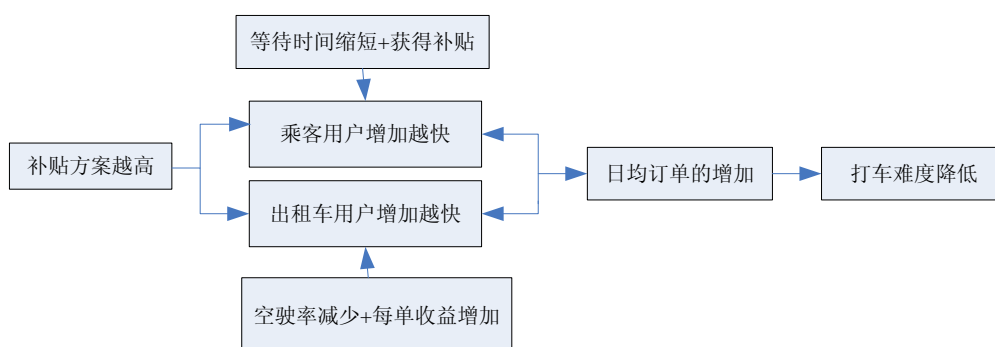 等待时间缩短+获得补贴
乘客用户增加越快
补贴方案越高
日均订单的增加
打车难度降低
出租车用户增加越快
空驶率减少+每单收益增加